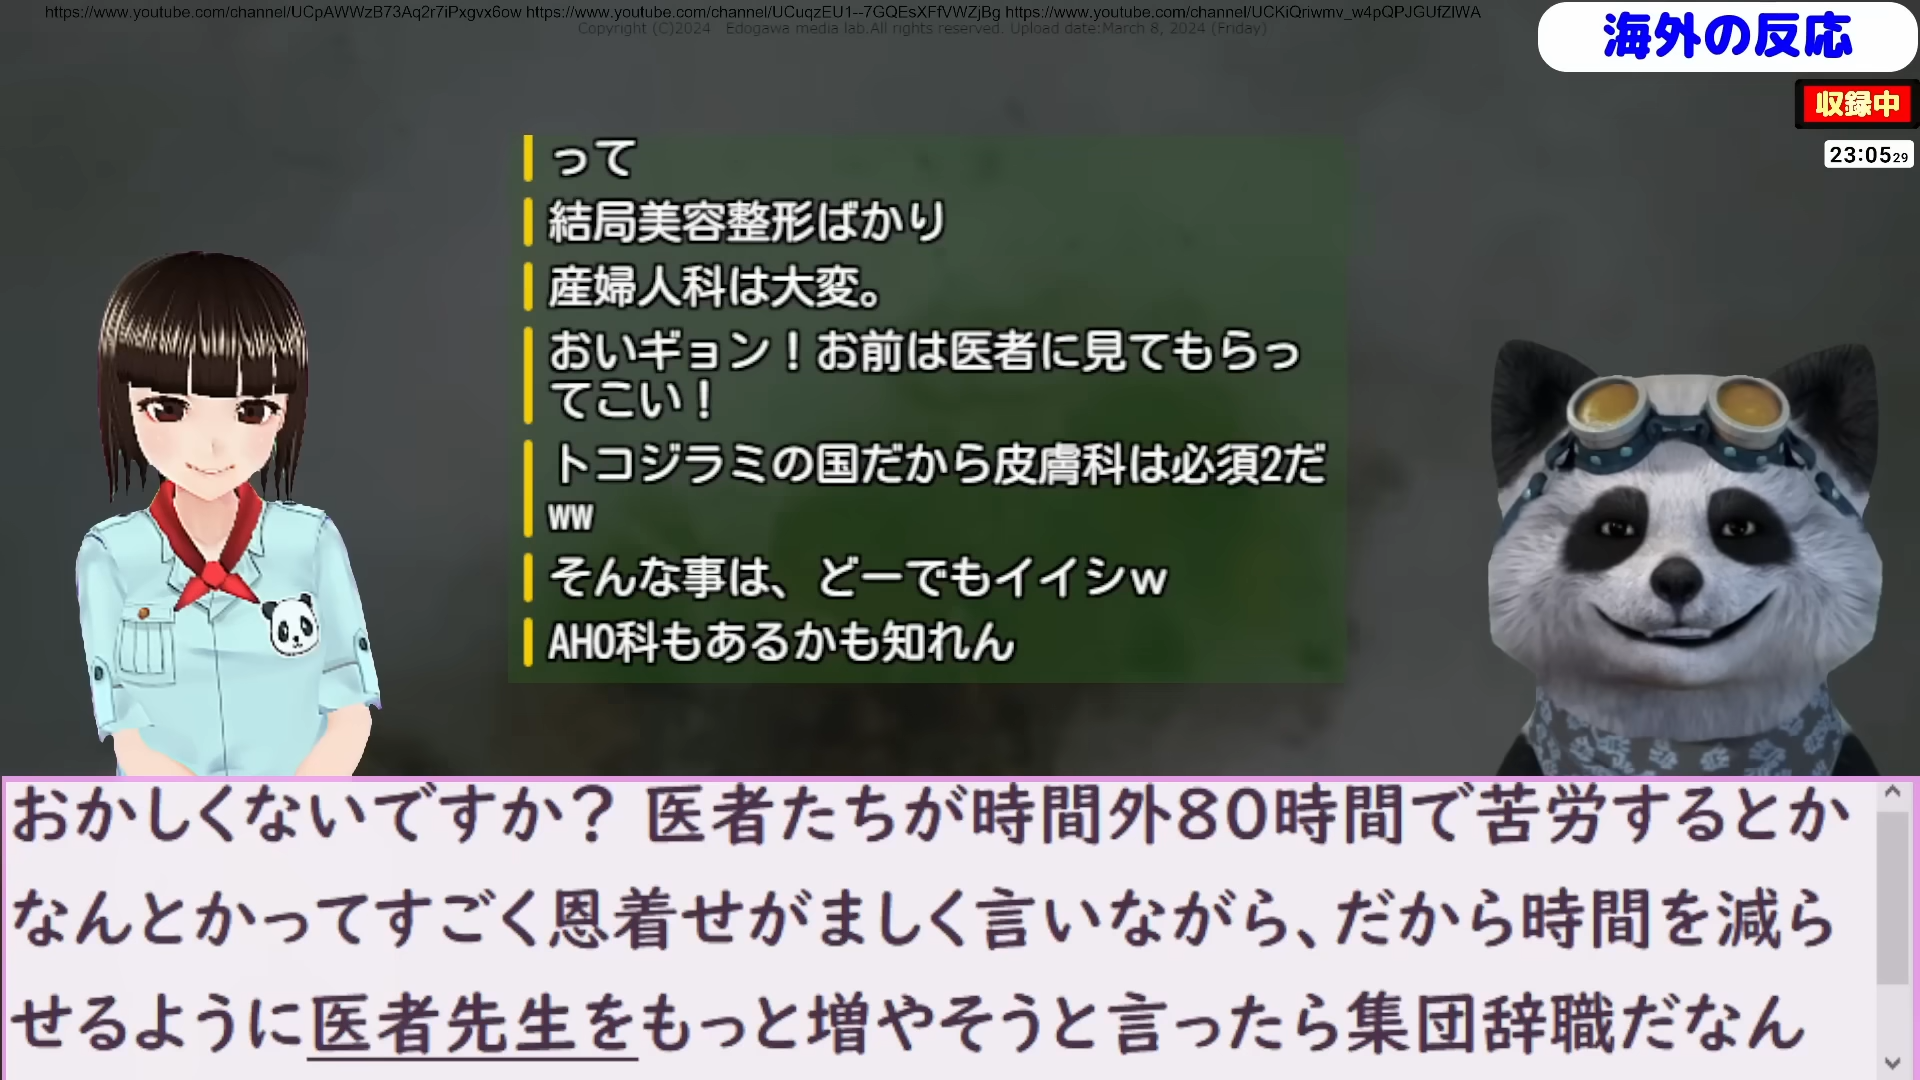 https://www.youtube.com/channel/UCpAWWzB73Aq2r7iPxgvx6ow https://www.youtube.com/channel/UCuqzEU1--7GQEsXFfVWZjBg https://www.youtube.com/channel/UCKiQriwmv_w4pQPJGUfZIWA
Copyright (C)2024 Edogawa media lab.All rights reserved. Upload date:March 8, 2024 (Friday)
海外の反応
収録中
23:05 29
って
結局美容整形ばかり
産婦人科は大変。
おいギョン！お前は医者に見てもらっ
てこい！
トコジラミの国だから皮膚科は必須2だ
ww
そんな事は、どーでもイイシw
AHO科もあるかも知れん
おかしくないですか？ 医者たちが時間外80時間で苦労するとか
なんとかってすごく恩着せがましく言いながら、だから時間を減ら
せるように医者先生をもっと増やそうと言ったら集団辞職だなん